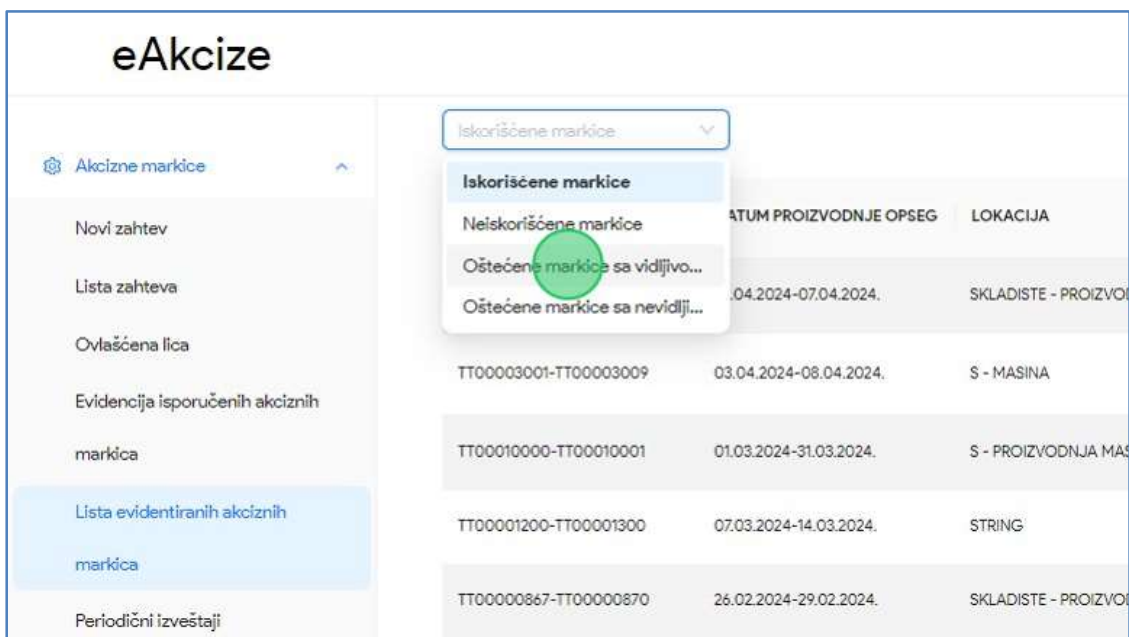 eAkcize
Akcizne markice
Novi zahtev
Lista zahteva
Ovlašćena lica
Evidencija isporučenih akciznih
markica
Lista evidentiranih akciznih
markica
Periodični izveštaji
Iskorišćene markice
Iskorišćene markice
Neiskorišćene markice
Oštećene markice sa vidljivo...
Oštećene markice sa nevidlji...
ATUM PROIZVODNJE OPSEG LOKACIJA
.04.2024-07.04.2024. SKLADISTE - PROIZVO
TT00003001-TT00003009 03.04.2024-08.04.2024. S - MASINA
TT00010000-TT00010001 01.03.2024-31.03.2024. S - PROIZVODNJA MAS
TT00001200-TT00001300 07.03.2024-14.03.2024. STRING
TT00000867-TT00000870 26.02.2024-29.02.2024. SKLADISTE - PROIZVO